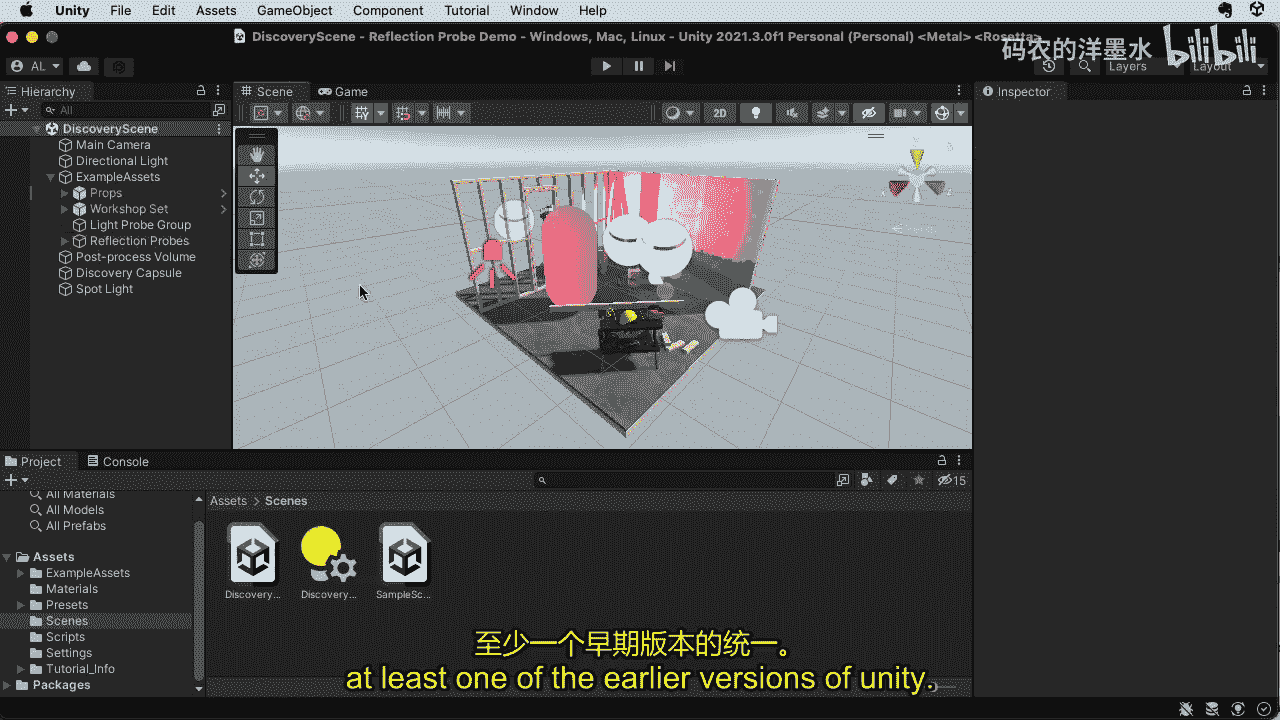 Unity File Edit Assets GameObject Component Tutorial Window Help
DiscoveryScene - Reflection Probe Demo - Windows, Mac, Linux - Unity 2021.3.0f1 Personal (Personal) <Metal> <Rosetta>
码农的洋墨水 bilibili
AL Layers Layout
Hierarchy Scene Game Inspector
All 2D
DiscoveryScene
Main Camera
Directional Light
ExampleAssets
Props
Workshop Set
Light Probe Group
Reflection Probes
Post-process Volume
Discovery Capsule
Spot Light
Persp
Project Console
15
All Materials
All Models
All Prefabs
Assets > Scenes
Assets
ExampleAssets
Materials
Presets
Scenes
Scripts
Settings
Tutorial_Info
Packages
Discovery... Discovery... SampleSc...
至少一个早期版本的统一。
at least one of the earlier versions of unity.